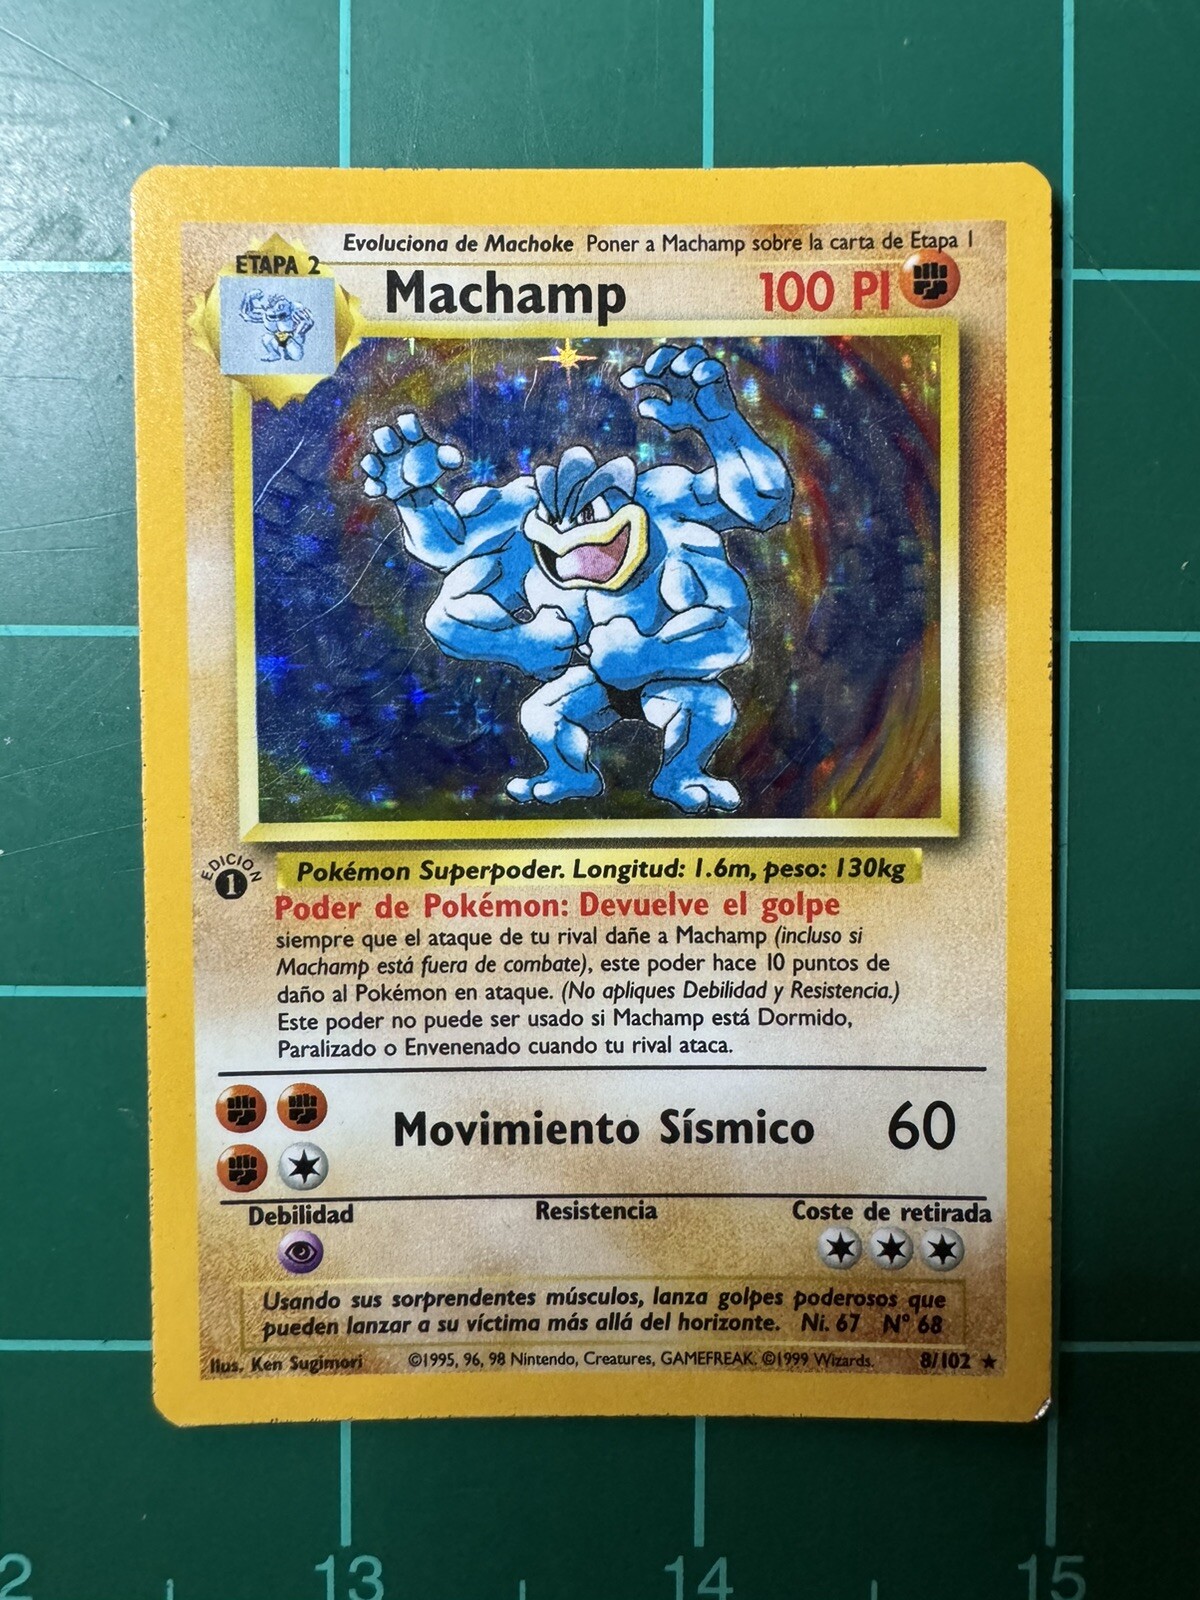 Evoluciona de Machoke Poner a Machamp sobre la carta de Etapa 1
ETAPA 2
Machamp 100 PI
EDICION
1
Pokémon Superpoder. Longitud: 1.6m, peso: 130kg
Poder de Pokémon: Devuelve el golpe
siempre que el ataque de tu rival dañe a Machamp (incluso si
Machamp está fuera de combate), este poder hace 10 puntos de
daño al Pokémon en ataque. (No apliques Debilidad y Resistencia.)
Este poder no puede ser usado si Machamp está Dormido,
Paralizado o Envenenado cuando tu rival ataca.
Movimiento Sísmico 60
Debilidad Resistencia Coste de retirada
Usando sus sorprendentes músculos, lanza golpes poderosos que
pueden lanzar a su víctima más allá del horizonte. Ni. 67 Nº 68
Ilus. Ken Sugimori ©1995, 96, 98 Nintendo, Creatures, GAMEFREAK. ©1999 Wizards. 8/102
2 13 14 15